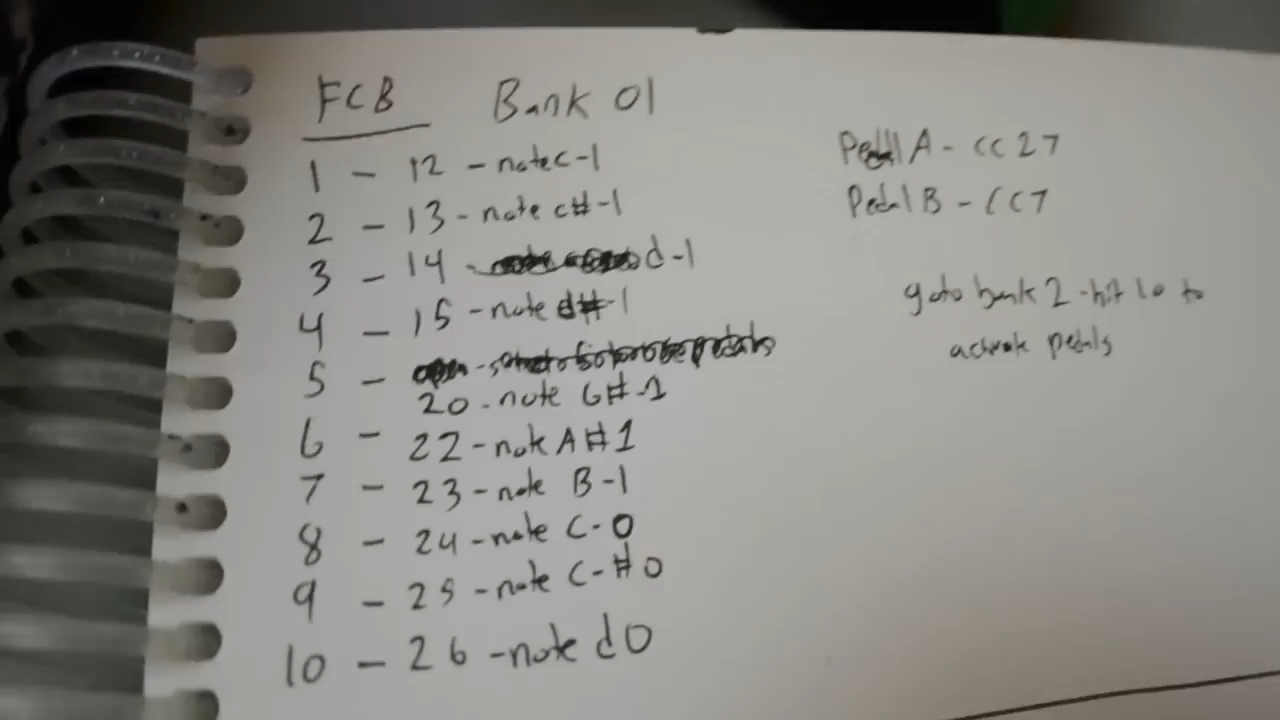 FCB Bank 01
1 - 12 - note C-1
2 - 13 - note c#-1
3 - 14 - d-1
4 - 15 - note d#-1
5 -
20 - note G#-1
6 - 22 - note A#1
7 - 23 - note B-1
8 - 24 - note C-0
9 - 25 - note C-#0
10 - 26 - note d0
Pedal A - CC 27
Pedal B - CC7
goto bank 2 - hit 10 to
activate pedals